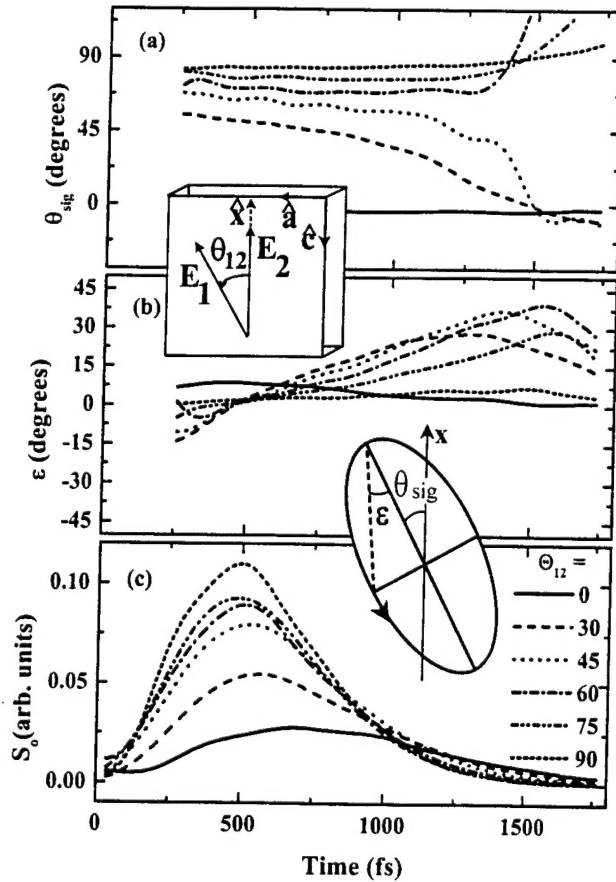 (a)
90
45
0
θsig (degrees)
x̂
â
ĉ
θ12
E1
E2
(b)
45
30
15
0
-15
-30
-45
ε (degrees)
x
θsig
ε
(c)
0.10
0.05
0.00
So(arb. units)
Θ12 =
0
30
45
60
75
90
0
500
1000
1500
Time (fs)